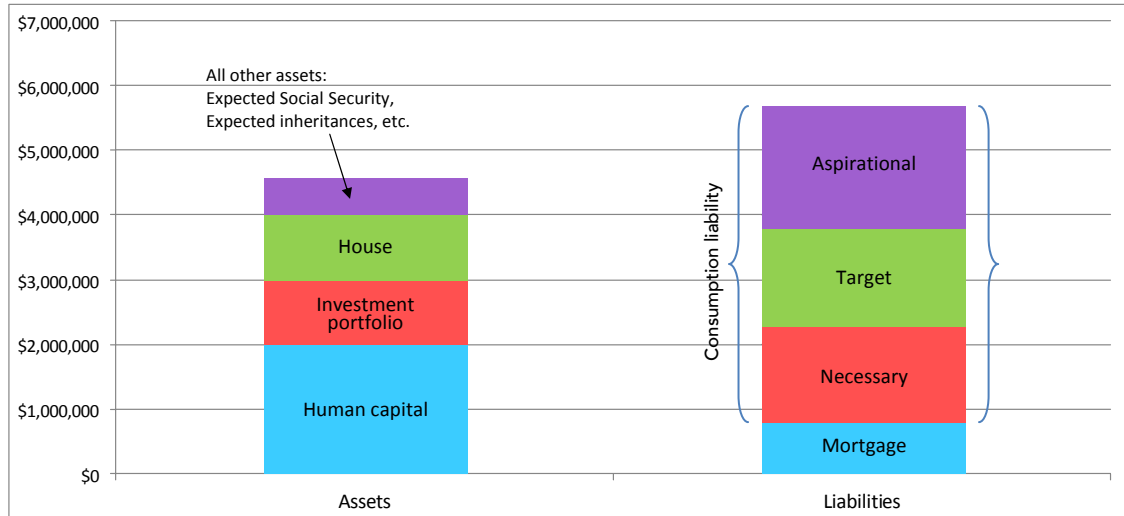 $7,000,000
$6,000,000
$5,000,000
$4,000,000
$3,000,000
$2,000,000
$1,000,000
$0
All other assets:
Expected Social Security,
Expected inheritances, etc.
House
Investment
portfolio
Human capital
Consumption liability
Aspirational
Target
Necessary
Mortgage
Assets
Liabilities